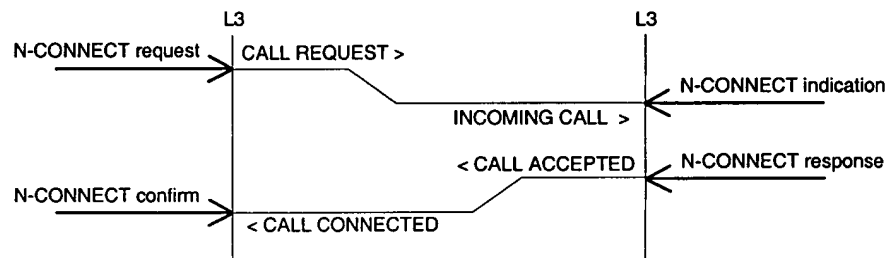 L3 L3
N-CONNECT request CALL REQUEST >
N-CONNECT indication
INCOMING CALL >
< CALL ACCEPTED N-CONNECT response
N-CONNECT confirm
< CALL CONNECTED